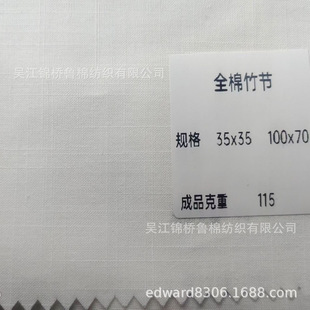 吴江锦桥鲁棉纺织有限公司
全棉竹节
规格 35x35 100x70
成品克重 115
吴江锦桥鲁棉纺织有限公司
edward8306.1688.com